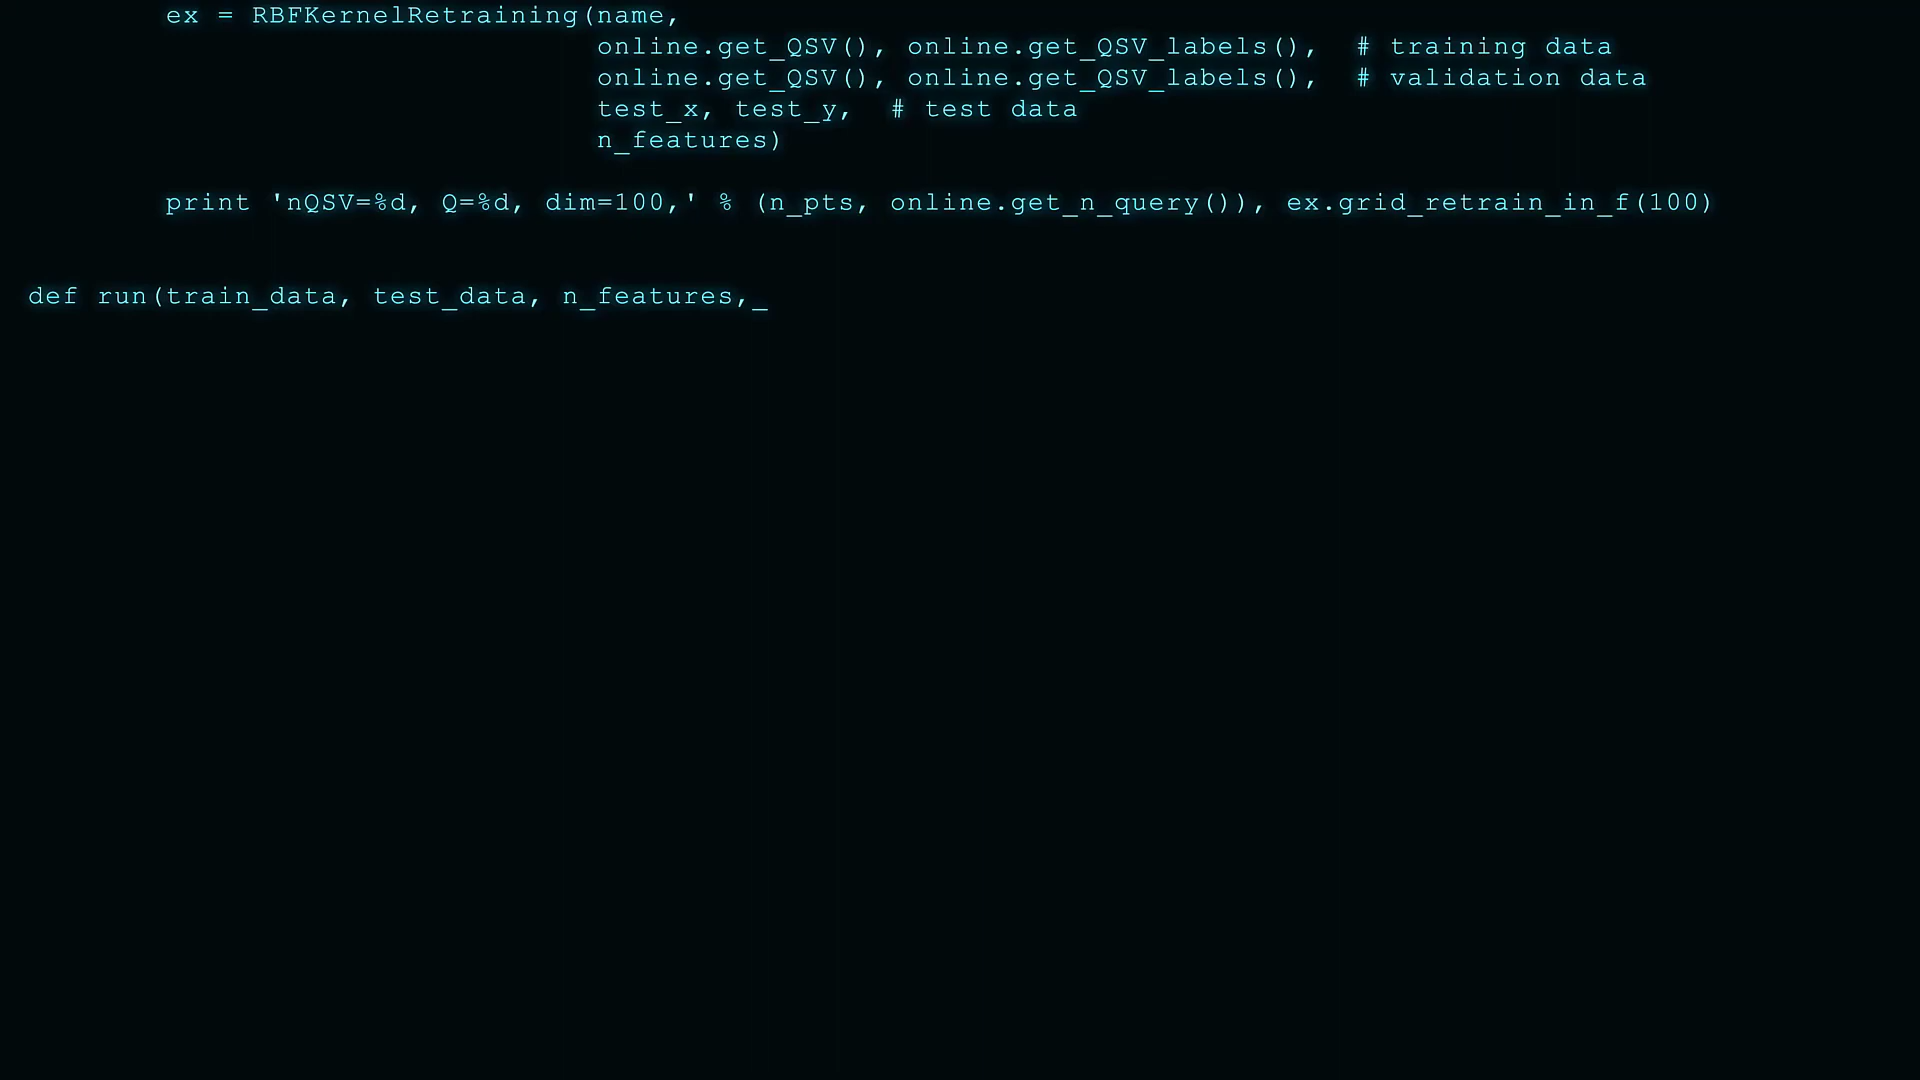 ex = RBFKernelRetraining(name,
online.get_QSV(), online.get_QSV_labels(),  # training data
online.get_QSV(), online.get_QSV_labels(),  # validation data
test_x, test_y,  # test data
n_features)
print 'nQSV=%d, Q=%d, dim=100,' % (n_pts, online.get_n_query()), ex.grid_retrain_in_f(100)
def run(train_data, test_data, n_features,_